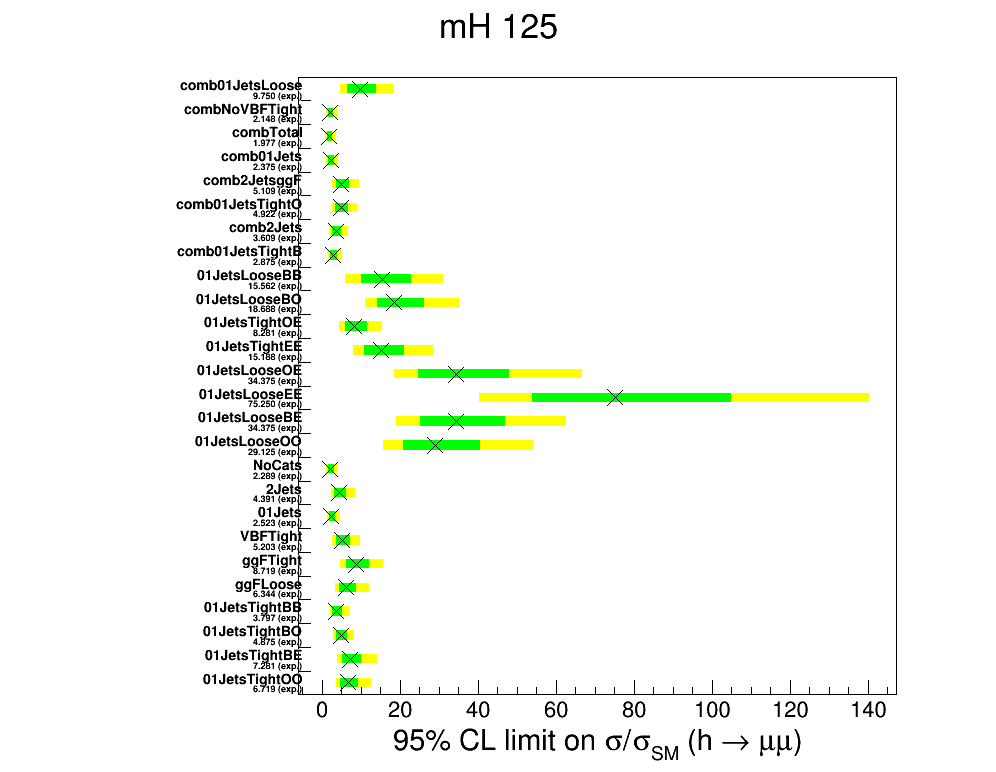 mH 125
comb01JetsLoose
9.750 (exp.)
combNoVBFTight
2.148 (exp.)
combTotal
1.977 (exp.)
comb01Jets
2.375 (exp.)
comb2JetsggF
5.109 (exp.)
comb01JetsTightO
4.922 (exp.)
comb2Jets
3.609 (exp.)
comb01JetsTightB
2.875 (exp.)
01JetsLooseBB
15.562 (exp.)
01JetsLooseBO
18.688 (exp.)
01JetsTightOE
8.281 (exp.)
01JetsTightEE
15.188 (exp.)
01JetsLooseOE
34.375 (exp.)
01JetsLooseEE
75.250 (exp.)
01JetsLooseBE
34.375 (exp.)
01JetsLooseOO
29.125 (exp.)
NoCats
2.289 (exp.)
2Jets
4.391 (exp.)
01Jets
2.523 (exp.)
VBFTight
5.203 (exp.)
ggFTight
8.719 (exp.)
ggFLoose
6.344 (exp.)
01JetsTightBB
3.797 (exp.)
01JetsTightBO
4.875 (exp.)
01JetsTightBE
7.281 (exp.)
01JetsTightOO
6.719 (exp.)
0 20 40 60 80 100 120 140
95% CL limit on σ/σSM (h → μμ)